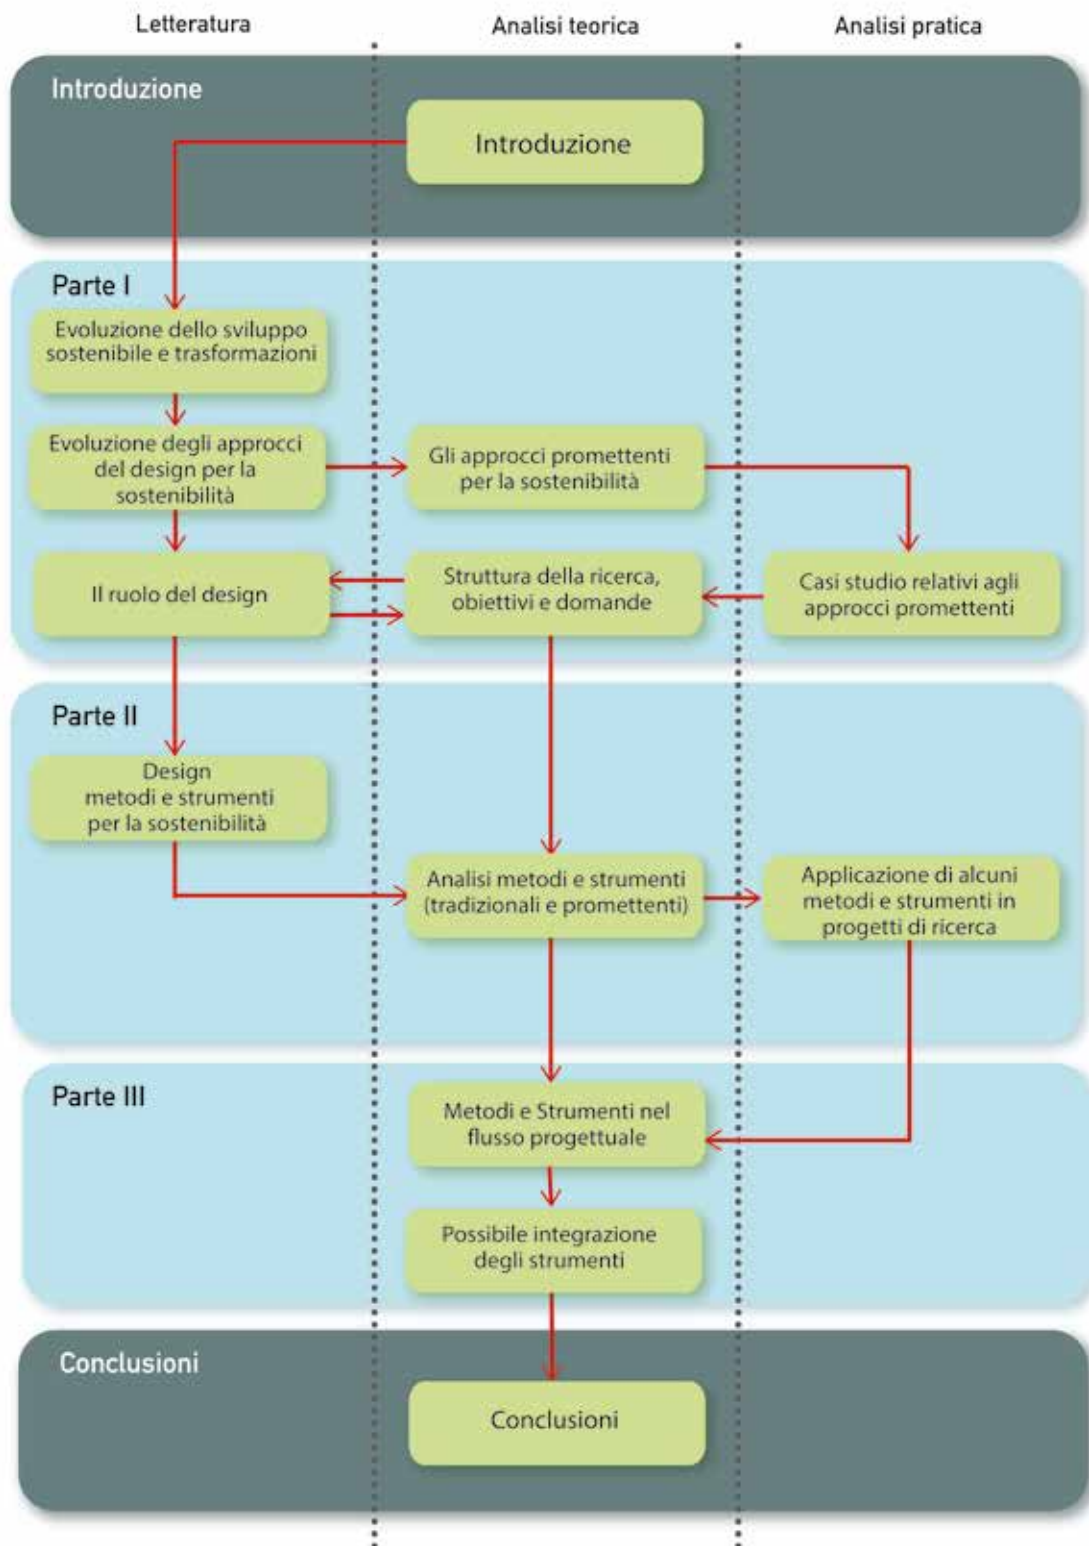 Letteratura
Analisi teorica
Analisi pratica
Introduzione
Introduzione
Parte I
Evoluzione dello sviluppo
sostenibile e trasformazioni
Evoluzione degli approcci
del design per la
sostenibilità
Gli approcci promettenti
per la sostenibilità
Il ruolo del design
Struttura della ricerca,
obiettivi e domande
Casi studio relativi agli
approcci promettenti
Parte II
Design
metodi e strumenti
per la sostenibilità
Analisi metodi e strumenti
(tradizionali e promettenti)
Applicazione di alcuni
metodi e strumenti in
progetti di ricerca
Parte III
Metodi e Strumenti nel
flusso progettuale
Possibile integrazione
degli strumenti
Conclusioni
Conclusioni